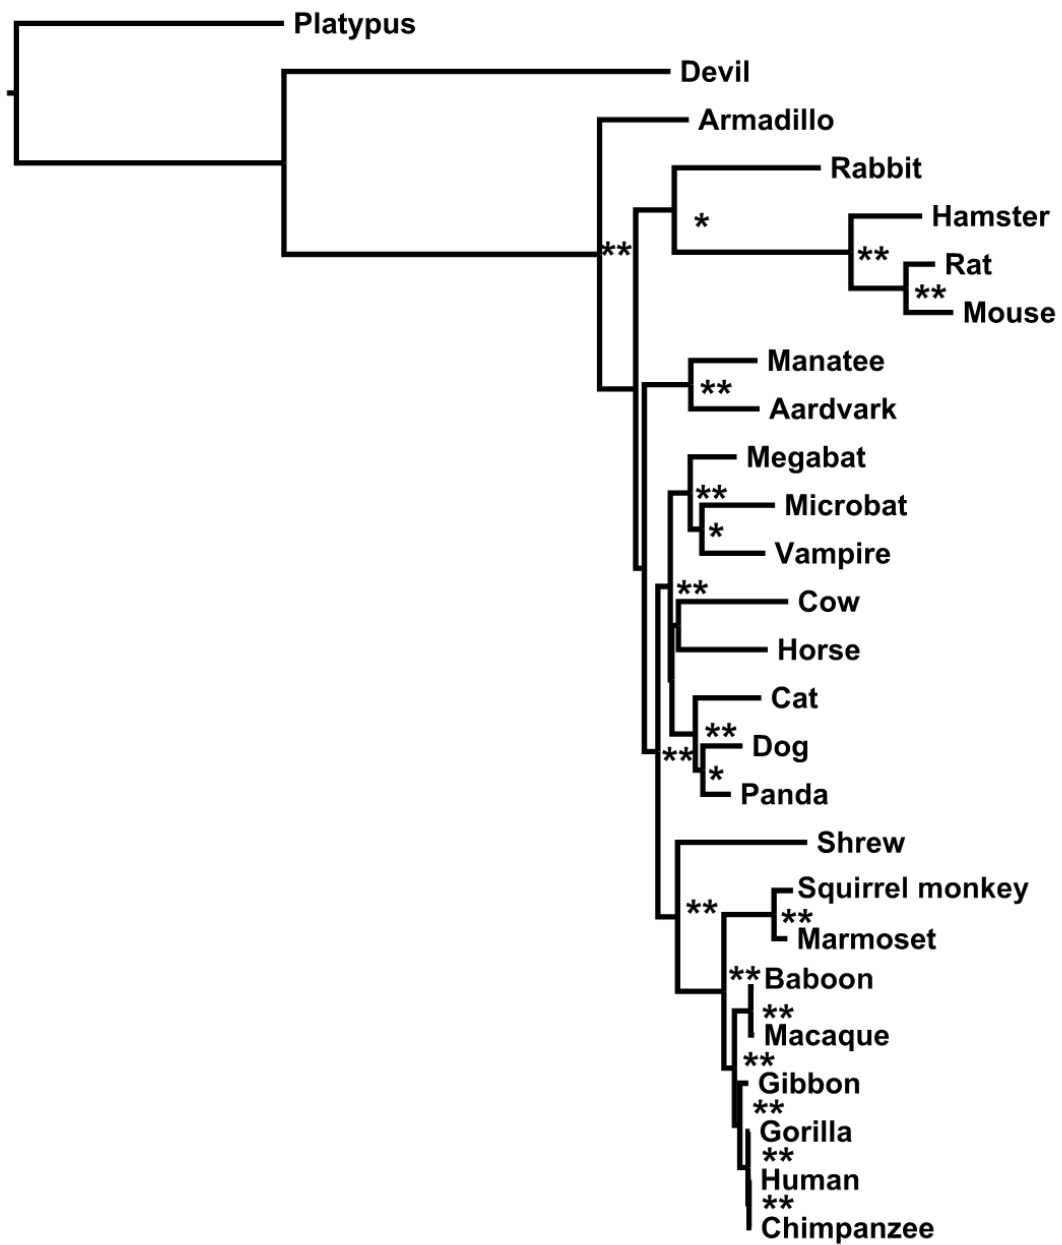 Platypus
Devil
Armadillo
Rabbit
*
Hamster
**
**
Rat
**
Mouse
Manatee
**
Aardvark
Megabat
**
Microbat
*
Vampire
**
Cow
Horse
Cat
**
Dog
**
*
Panda
Shrew
Squirrel monkey
**
**
Marmoset
**
Baboon
**
Macaque
**
Gibbon
**
Gorilla
**
Human
**
Chimpanzee